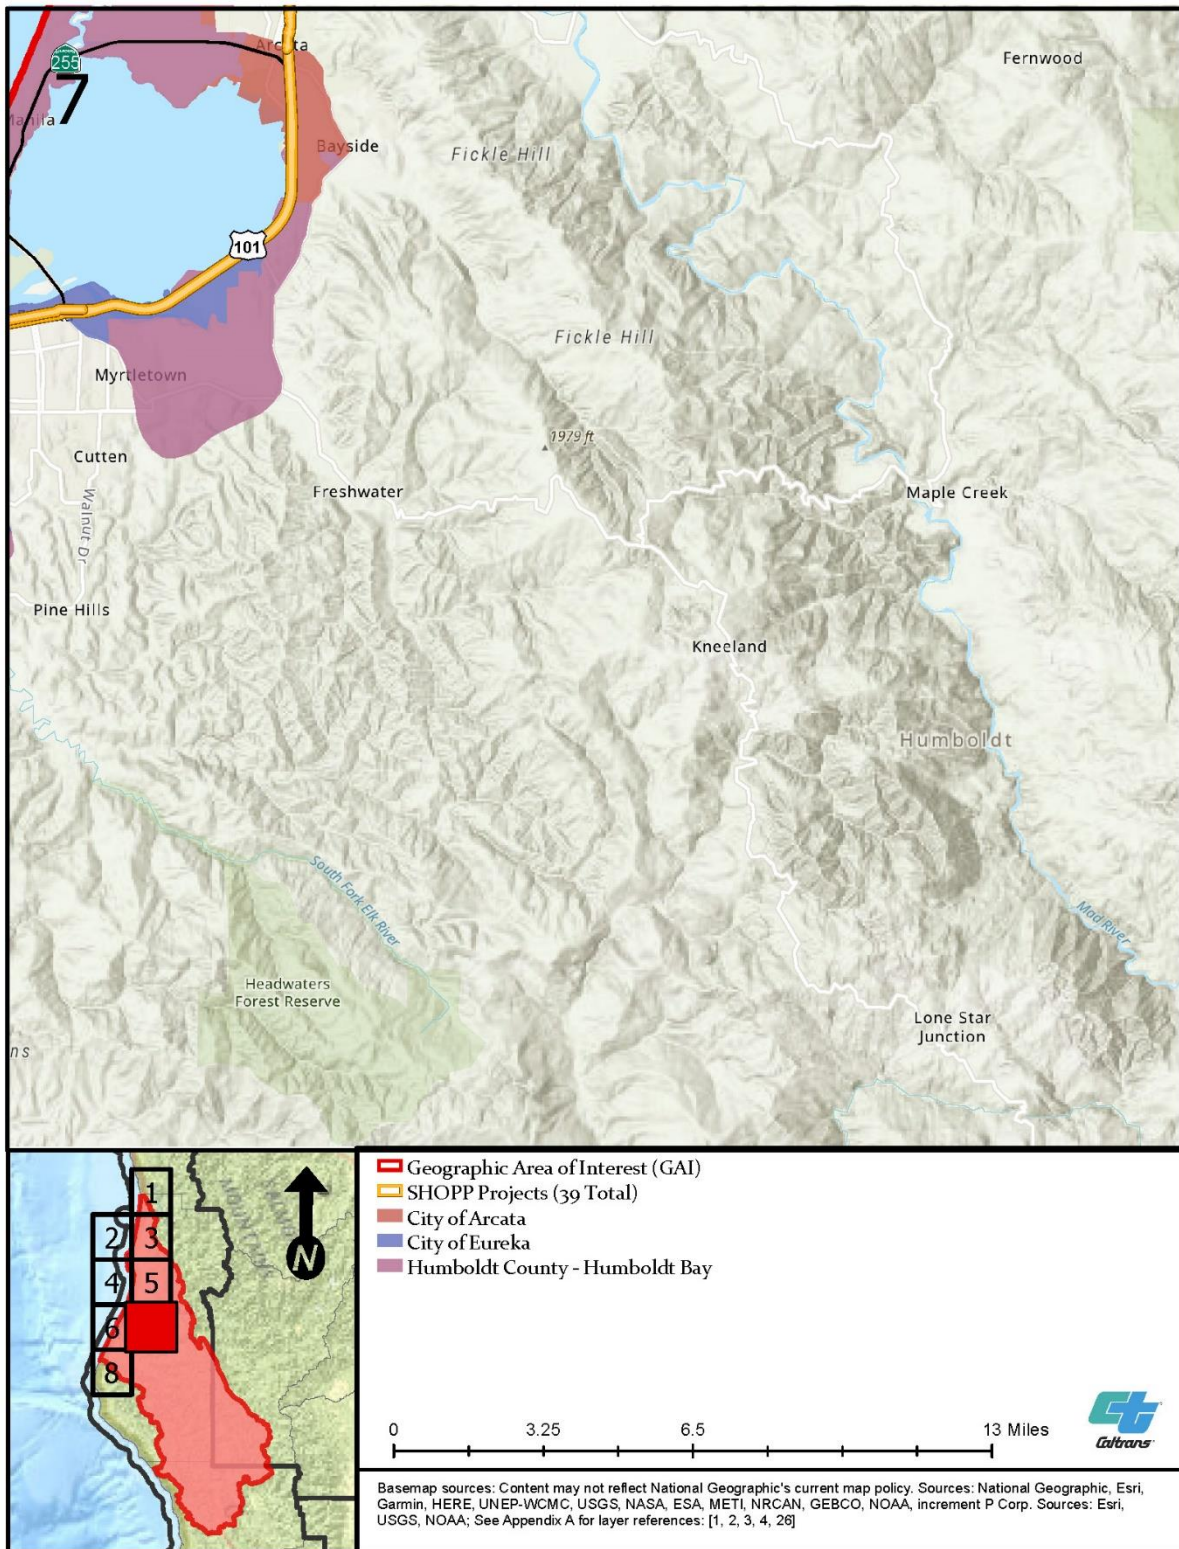 255
7
Arcata
Fernwood
Manila
Bayside
Fickle Hill
101
Fickle Hill
Myrtletown
1979 ft
Cutten
Walnut Dr
Freshwater
Maple Creek
Pine Hills
Kneeland
Humboldt
South Fork Elk River
Mad River
Headwaters
Forest Reserve
Lone Star
Junction
ns
1
2
3
4
5
6
8
N
MOUNTAINS
Geographic Area of Interest (GAI)
SHOPP Projects (39 Total)
City of Arcata
City of Eureka
Humboldt County - Humboldt Bay
0
3.25
6.5
13 Miles
Caltrans
Basemap sources: Content may not reflect National Geographic's current map policy. Sources: National Geographic, Esri,
Garmin, HERE, UNEP-WCMC, USGS, NASA, ESA, METI, NRCAN, GEBCO, NOAA, increment P Corp. Sources: Esri,
USGS, NOAA; See Appendix A for layer references: [1, 2, 3, 4, 26]